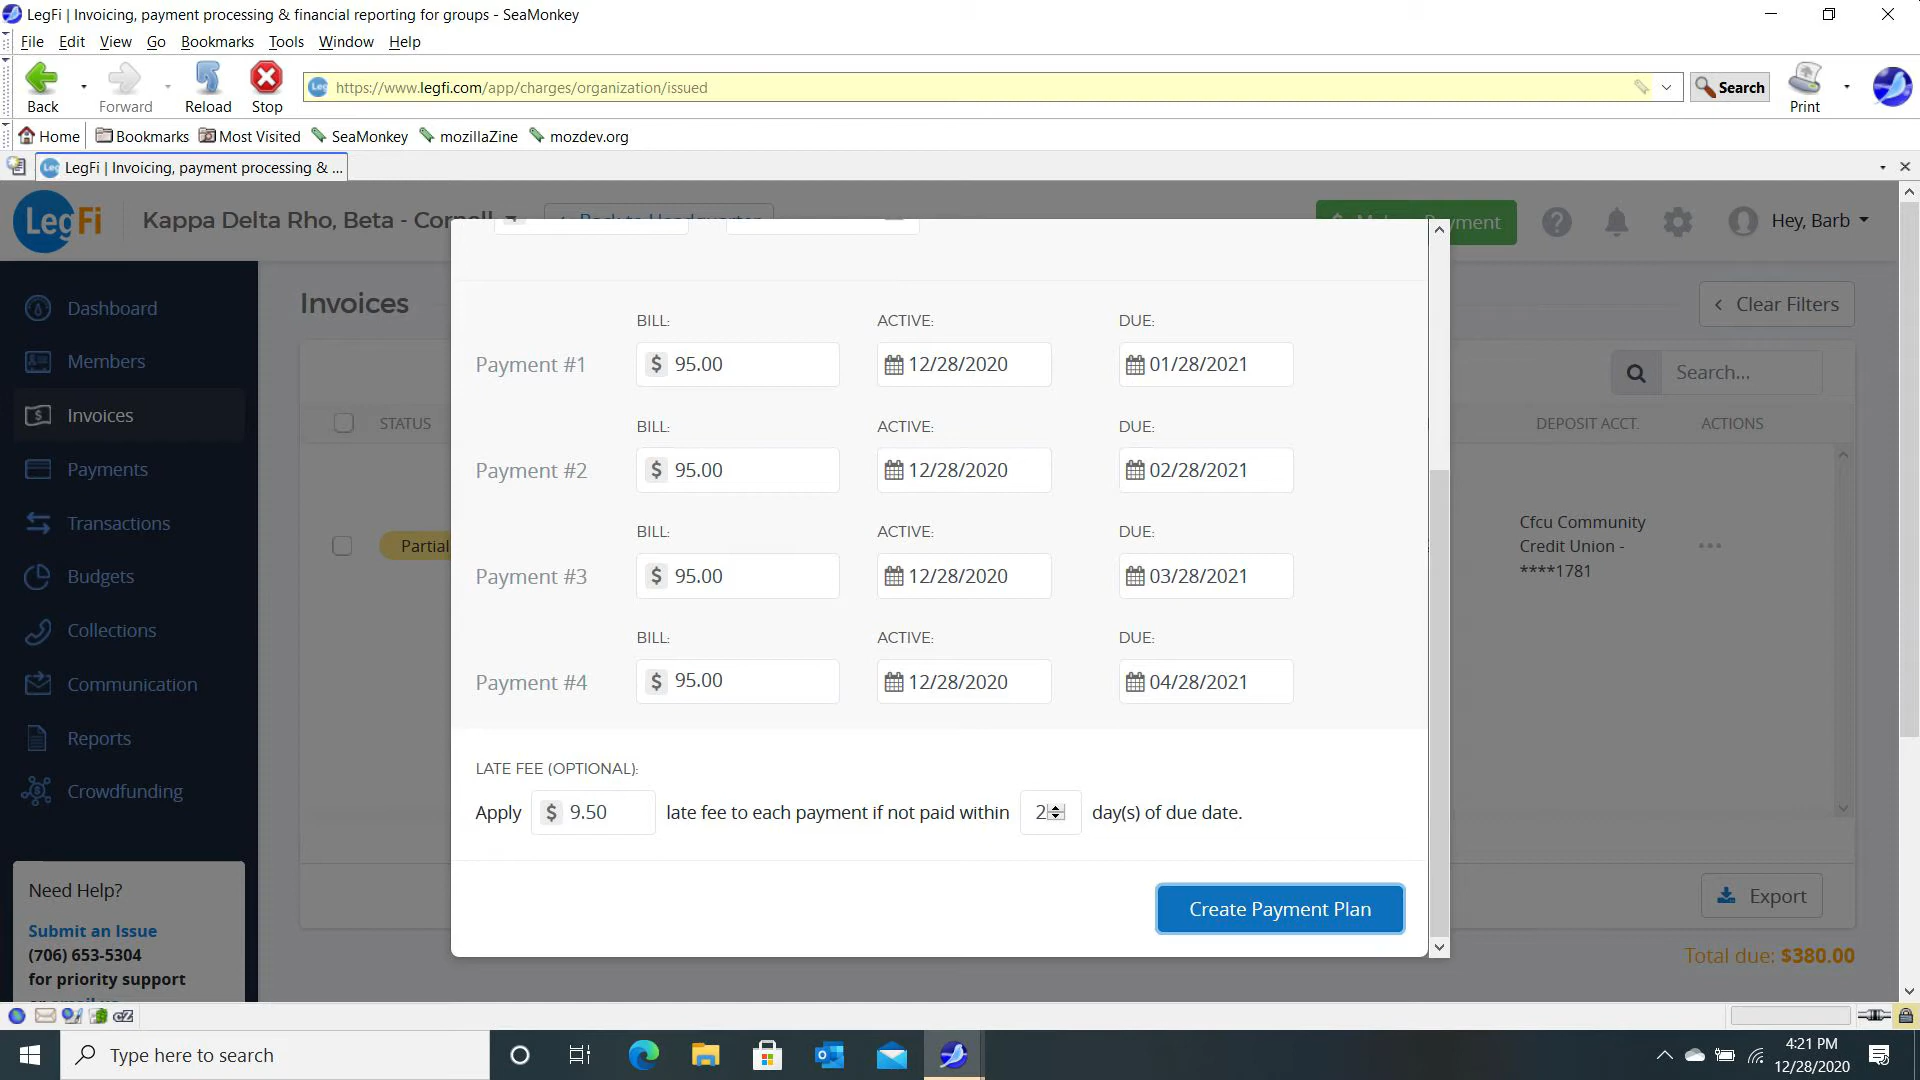 LegFi | Invoicing, payment processing & financial reporting for groups - SeaMonkey
File Edit View Go Bookmarks Tools Window Help
https://www.legfi.com/app/charges/organization/issued
Search
Back Forward Reload Stop Print
Home Bookmarks Most Visited SeaMonkey mozillaZine mozdev.org
LegFi | Invoicing, payment processing & ...
LegFi Kappa Delta Rho, Beta - Cornell Back to Headquarter Payment Hey, Barb
Dashboard
Members
Invoices
Payments
Transactions
Budgets
Collections
Communication
Reports
Crowdfunding
Need Help?
Submit an Issue
(706) 653-5304
for priority support
or email us
Invoices
Clear Filters
Search...
STATUS DEPOSIT ACCT. ACTIONS
Partial
Cfcu Community
Credit Union -
****1781
Export
Total due: $380.00
BILL: ACTIVE: DUE:
Payment #1 $ 95.00 12/28/2020 01/28/2021
BILL: ACTIVE: DUE:
Payment #2 $ 95.00 12/28/2020 02/28/2021
BILL: ACTIVE: DUE:
Payment #3 $ 95.00 12/28/2020 03/28/2021
BILL: ACTIVE: DUE:
Payment #4 $ 95.00 12/28/2020 04/28/2021
LATE FEE (OPTIONAL):
Apply $ 9.50 late fee to each payment if not paid within 2 day(s) of due date.
Create Payment Plan
Type here to search
4:21 PM
12/28/2020